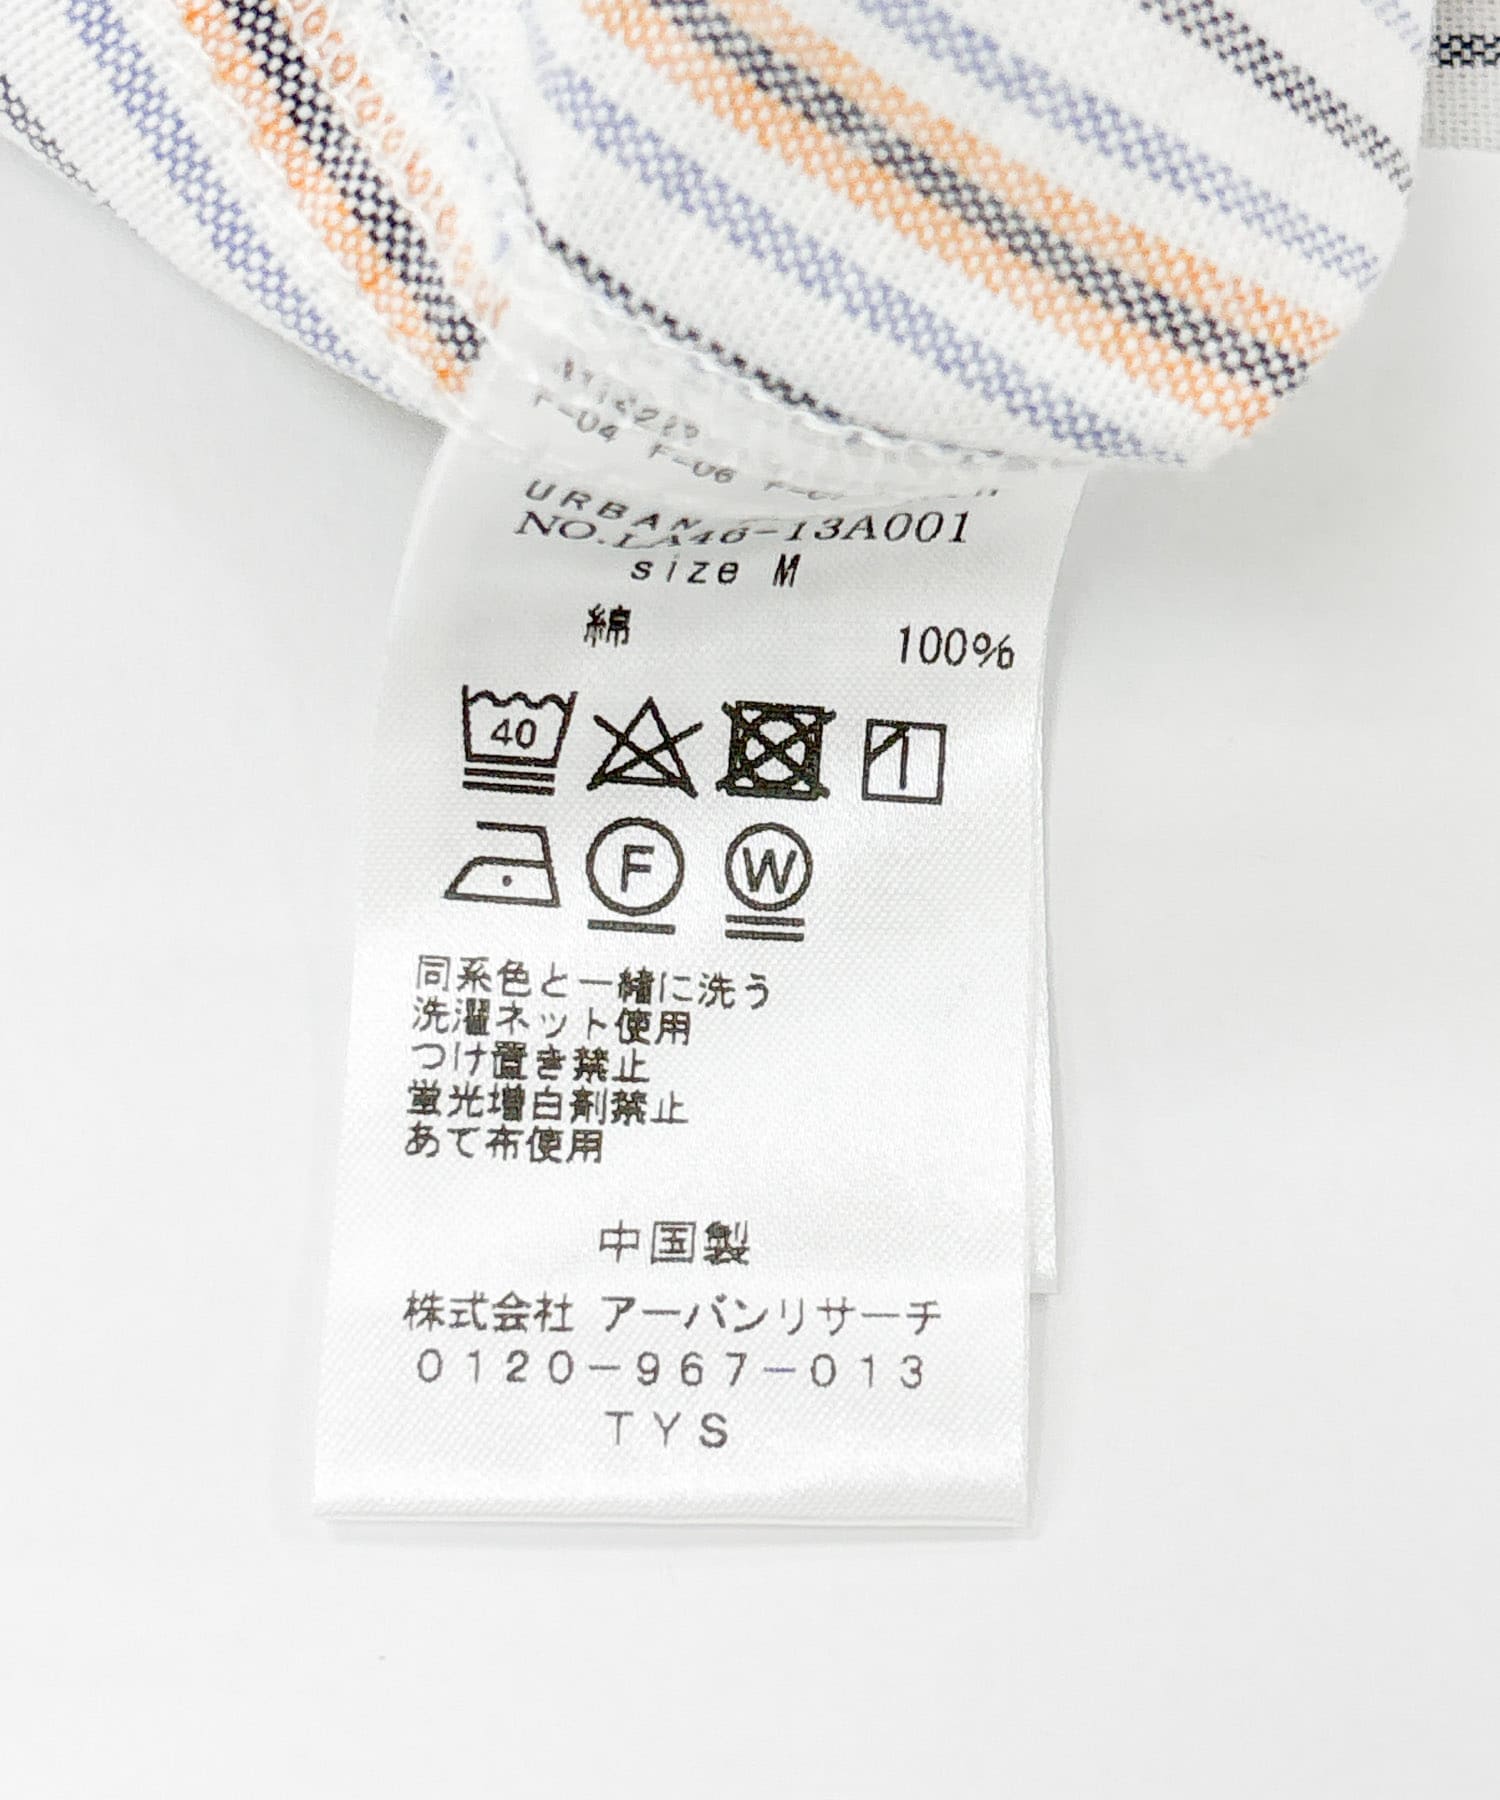 F-04 F-06
URBAN
NO.LA46-13A001
size M
綿 100%
40
F W
同系色と一緒に洗う
洗濯ネット使用
つけ置き禁止
蛍光増白剤禁止
あて布使用
中国製
株式会社 アーバンリサーチ
0120-967-013
TYS